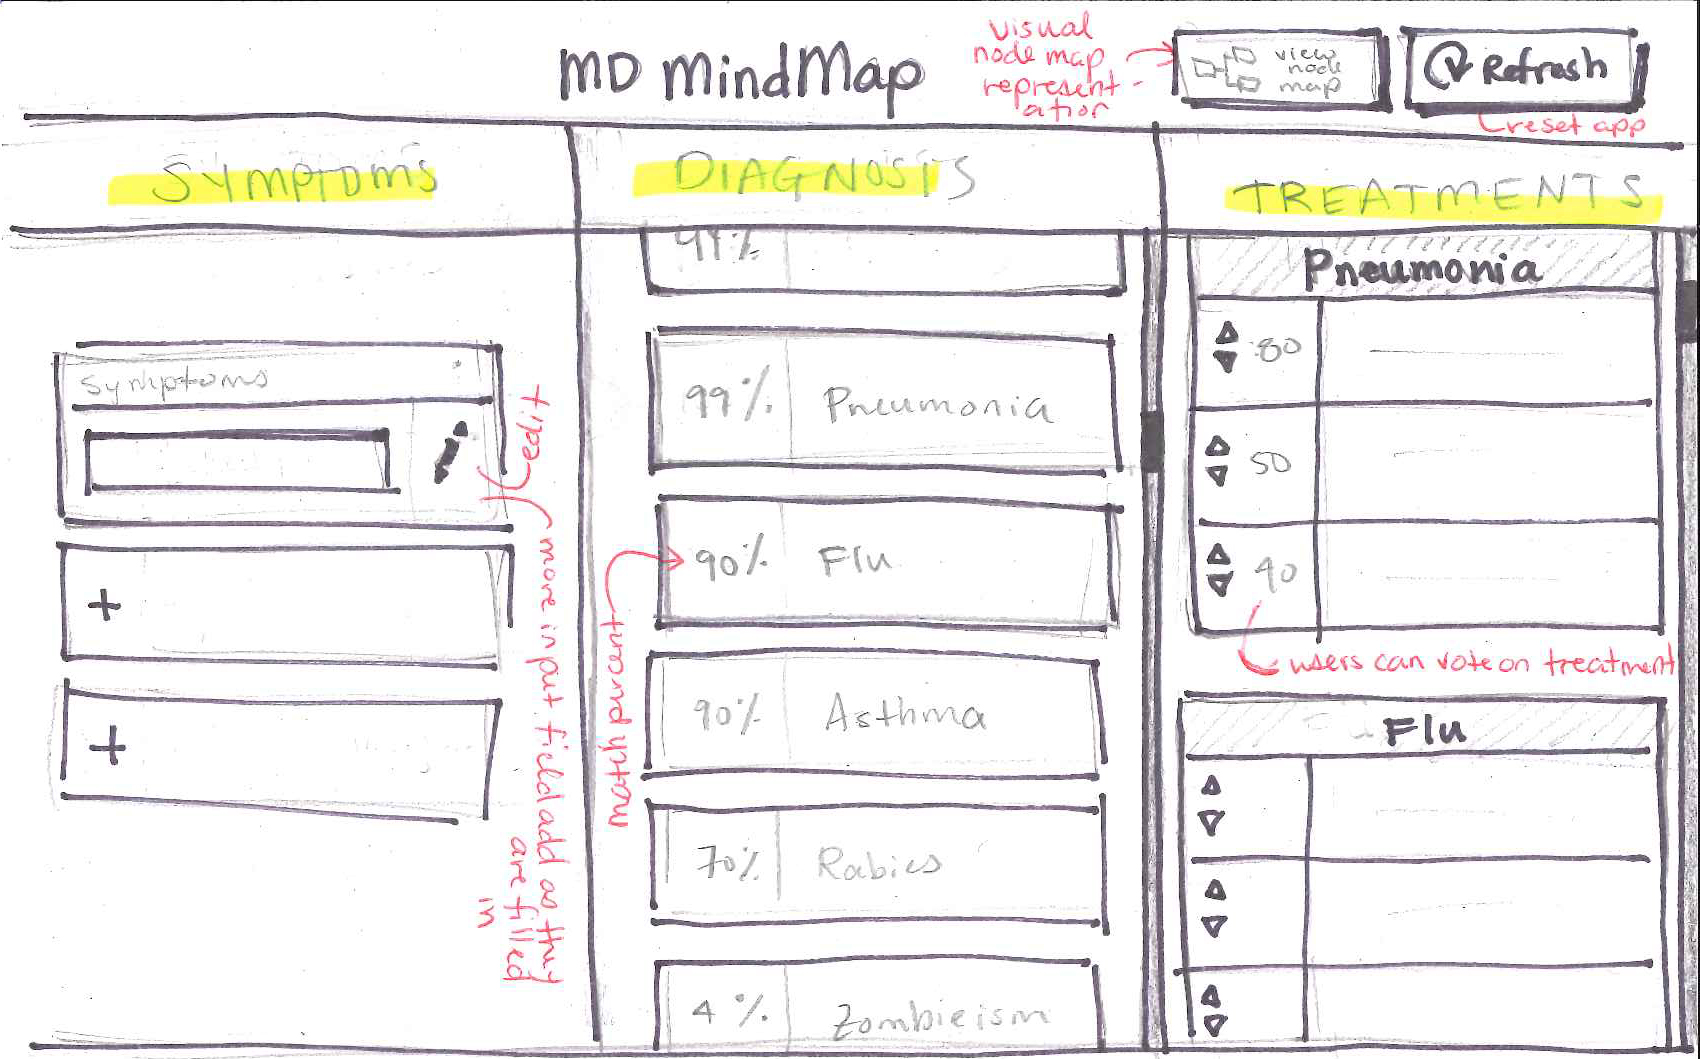 MD MindMap
visual
node map
represent-
ation
view
node
map
Refresh
reset app
SYMPTOMS
DIAGNOSIS
TREATMENTS
Symptoms
edit
more input field add as they
are filled
in
+
+
99%
Pneumonia
90%
Flu
match percent
90%
Asthma
70%
Rabies
4%
Zombieism
Pneumonia
80
50
40
users can vote on treatment
Flu